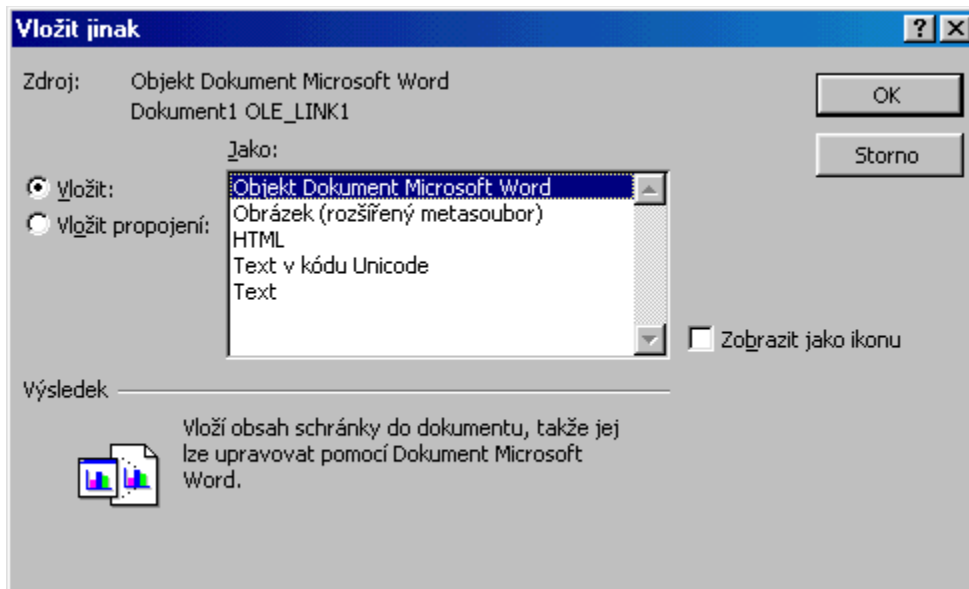 Vložit jinak
Zdroj: Objekt Dokument Microsoft Word
Dokument1 OLE_LINK1
OK
Storno
Jako:
Vložit:
Vložit propojení:
Objekt Dokument Microsoft Word
Obrázek (rozšířený metasoubor)
HTML
Text v kódu Unicode
Text
Zobrazit jako ikonu
Výsledek
Vloží obsah schránky do dokumentu, takže jej
lze upravovat pomocí Dokument Microsoft
Word.